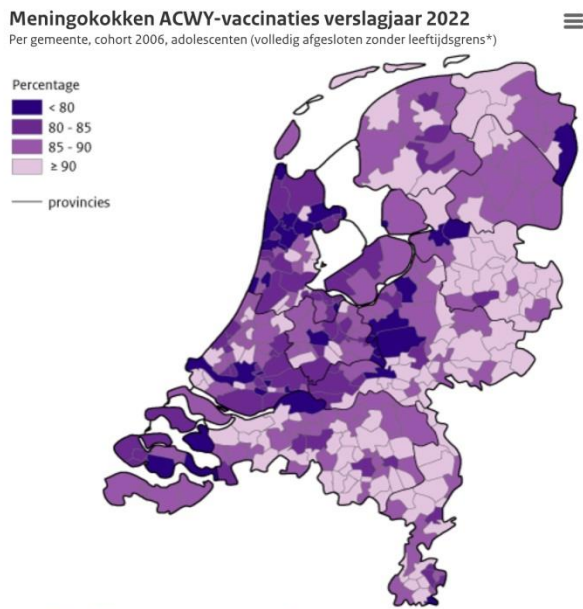 Meningokokken ACWY-vaccinaties verslagjaar 2022
Per gemeente, cohort 2006, adolescenten (volledig afgesloten zonder leeftijdsgrens*)
Percentage
< 80
80 - 85
85 - 90
≥ 90
provincies